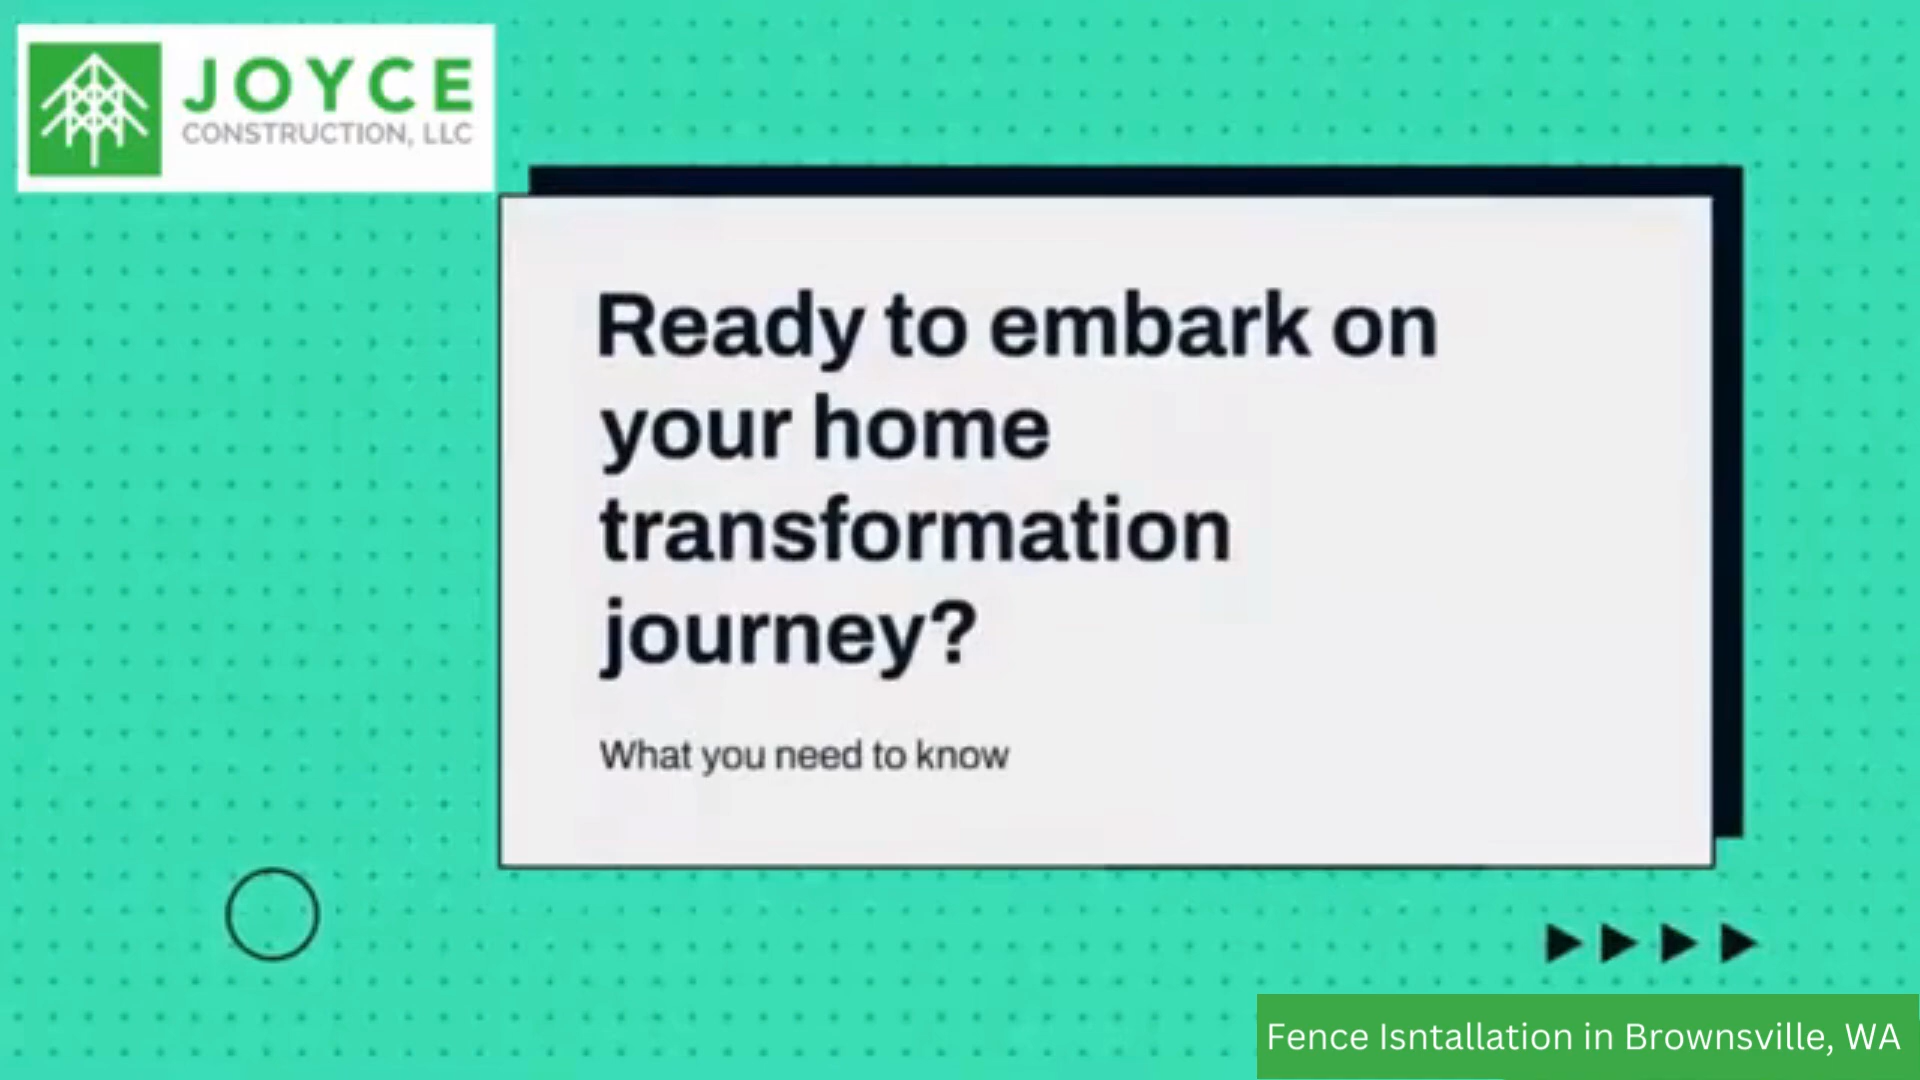 JOYCE
CONSTRUCTION, LLC
Ready to embark on
your home
transformation
journey?
What you need to know
Fence Isntallation in Brownsville, WA